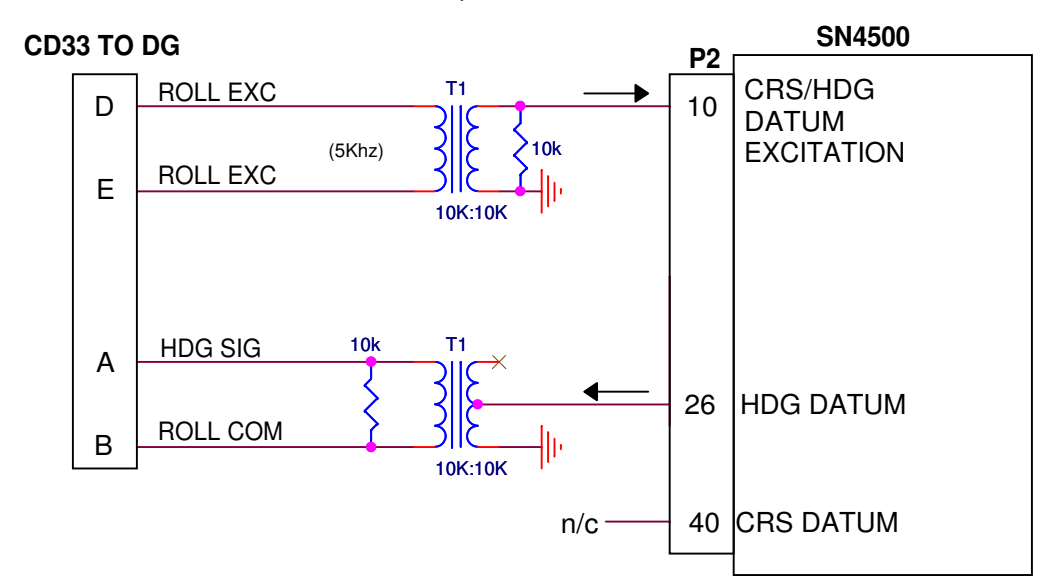 CD33 TO DG
SN4500
P2
D
ROLL EXC
T1
10
CRS/HDG
DATUM
EXCITATION
(5Khz)
10k
E
ROLL EXC
10K:10K
A
HDG SIG
10k
T1
26
HDG DATUM
B
ROLL COM
10K:10K
n/c
40
CRS DATUM